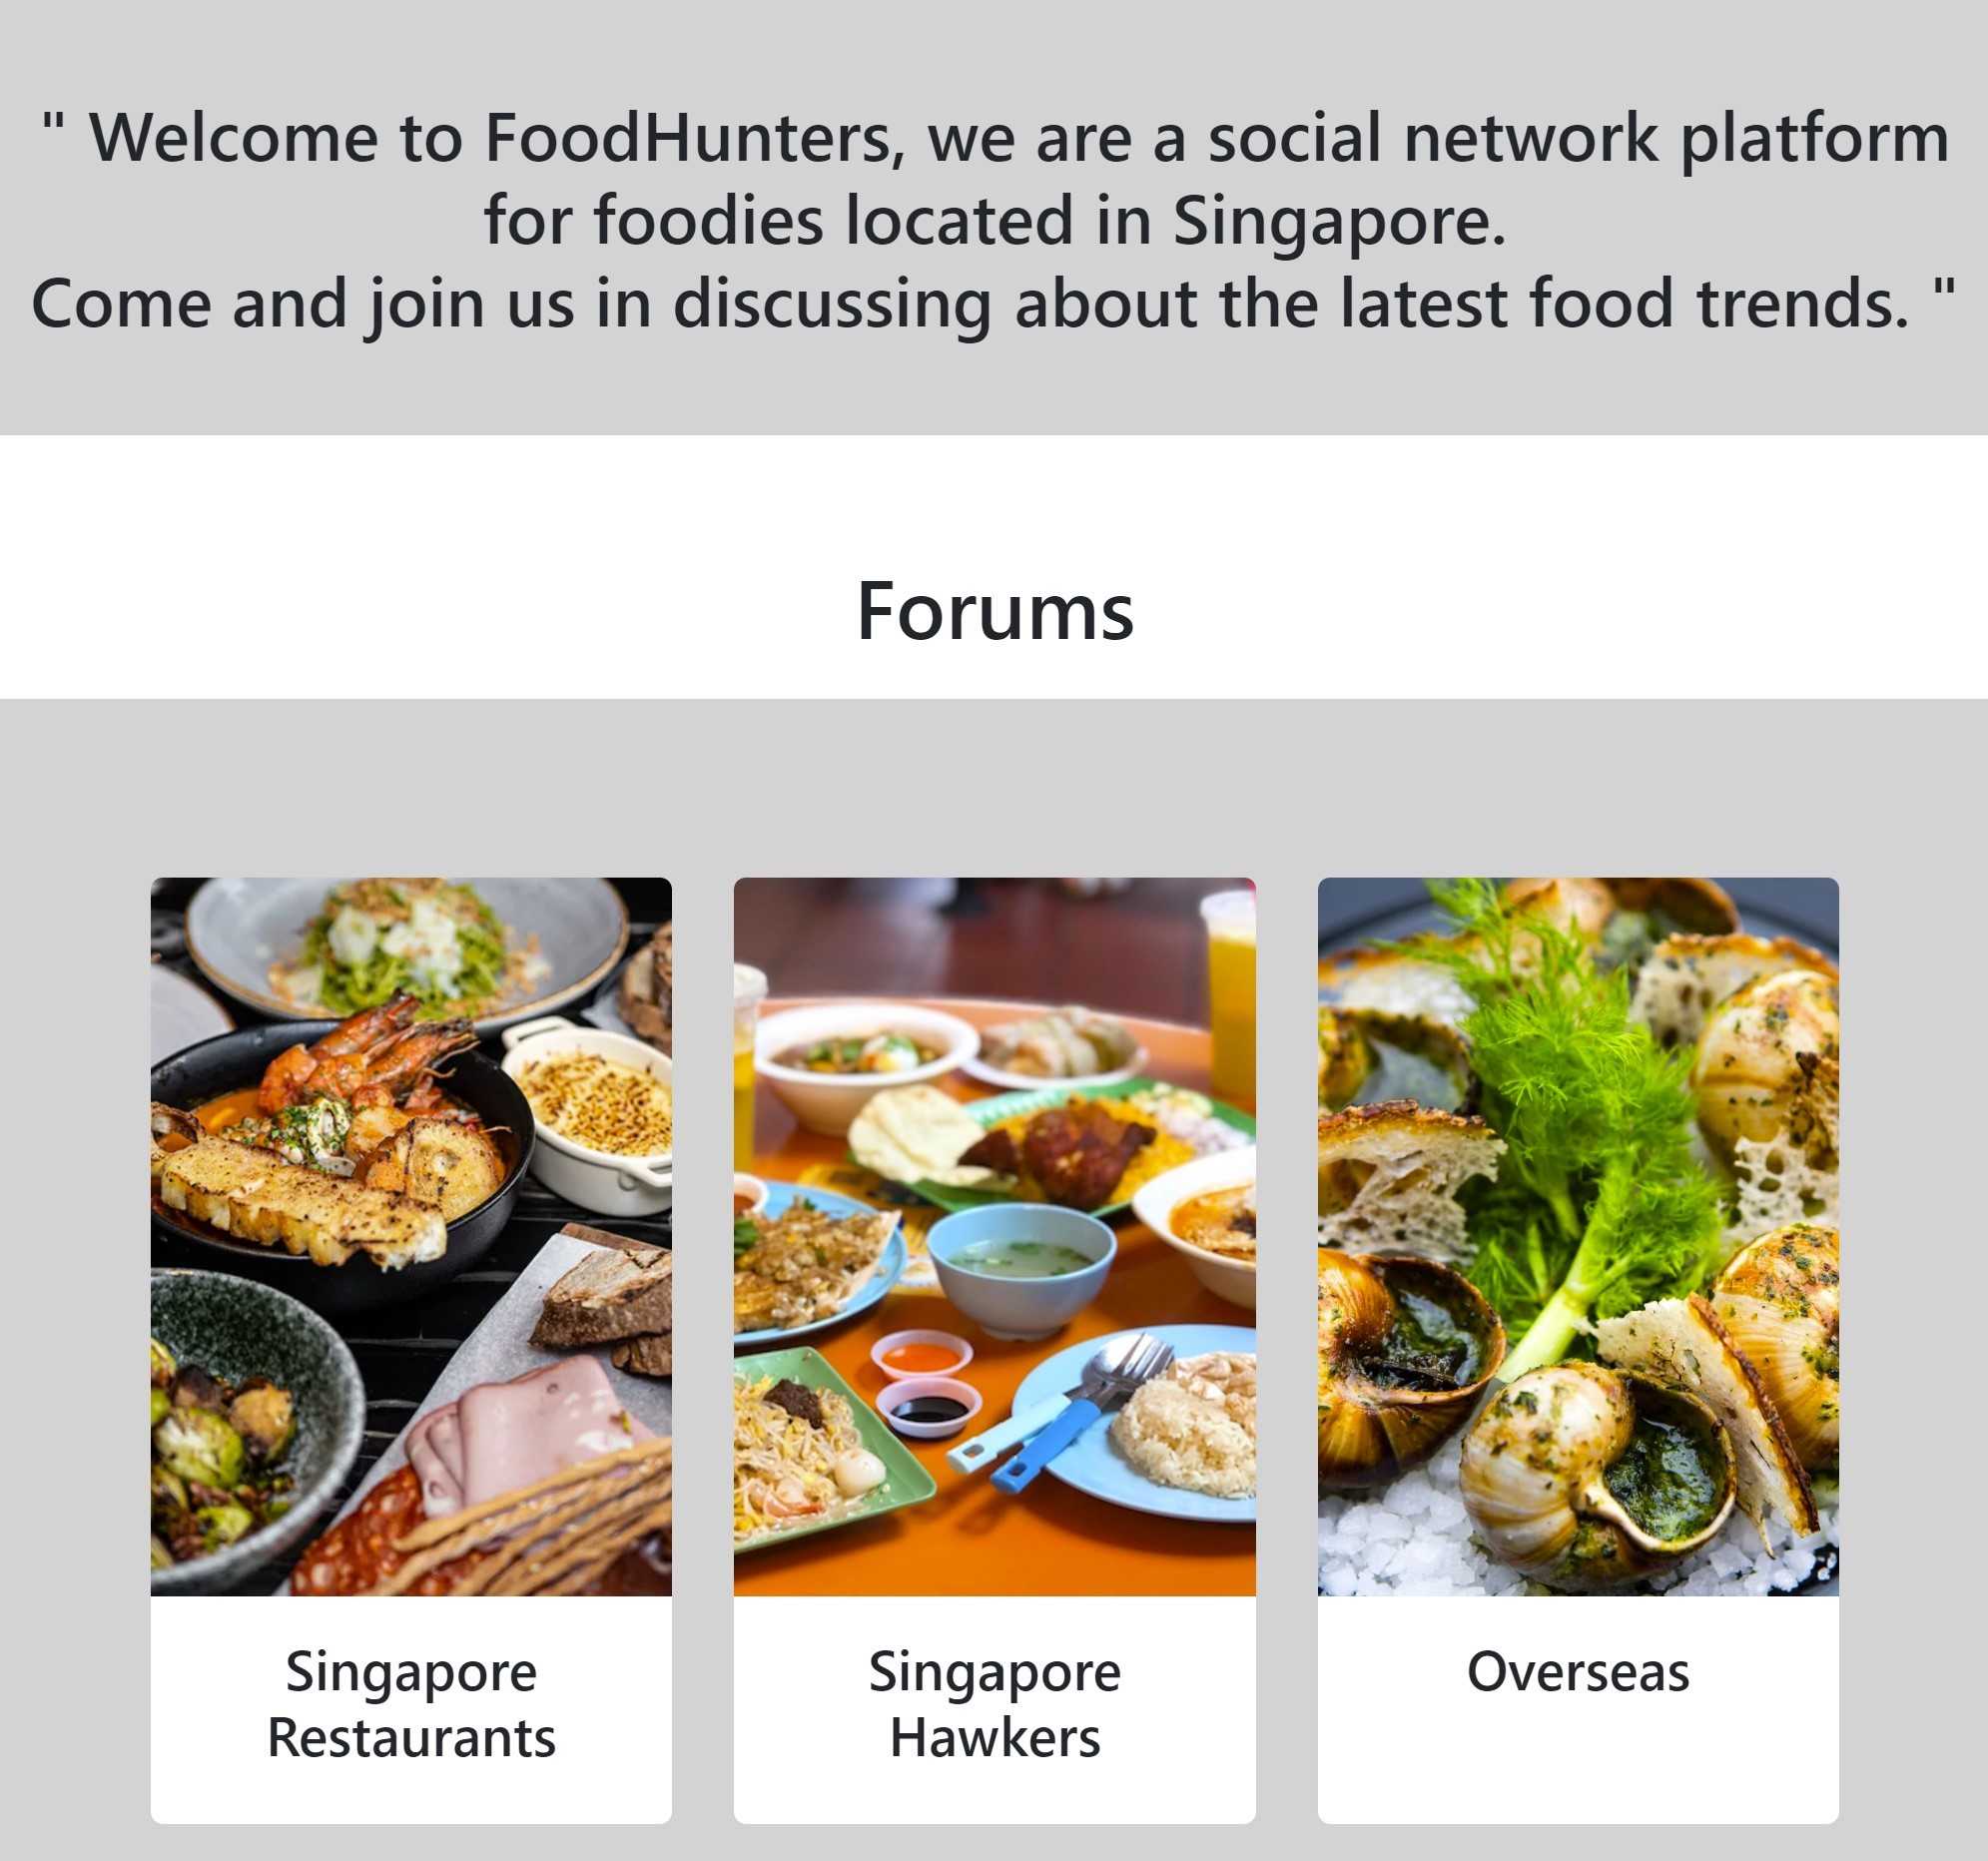 " Welcome to FoodHunters, we are a social network platform
for foodies located in Singapore.
Come and join us in discussing about the latest food trends. "
Forums
Singapore
Restaurants
Singapore
Hawkers
Overseas